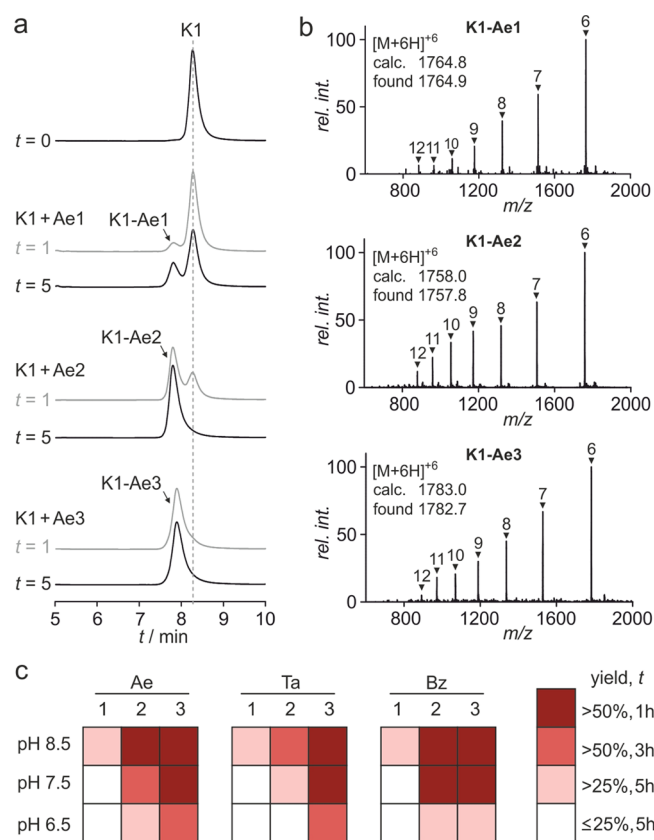 a
K1
t = 0
K1 + Ae1
K1-Ae1
t = 1
t = 5
K1-Ae2
K1 + Ae2
t = 1
t = 5
K1-Ae3
K1 + Ae3
t = 1
t = 5
5 6 7 8 9 10
t / min
b
K1-Ae1
[M+6H]+6
calc. 1764.8
found 1764.9
100
50
0
rel. int.
12 11 10 9 8 7 6
800 1200 1600 2000
m/z
K1-Ae2
[M+6H]+6
calc. 1758.0
found 1757.8
100
50
0
rel. int.
12 11 10 9 8 7 6
800 1200 1600 2000
m/z
K1-Ae3
[M+6H]+6
calc. 1783.0
found 1782.7
100
50
0
rel. int.
12 11 10 9 8 7 6
800 1200 1600 2000
m/z
c
Ae Ta Bz
1 2 3 1 2 3 1 2 3
pH 8.5
pH 7.5
pH 6.5
yield, t
>50%, 1h
>50%, 3h
>25%, 5h
≤25%, 5h